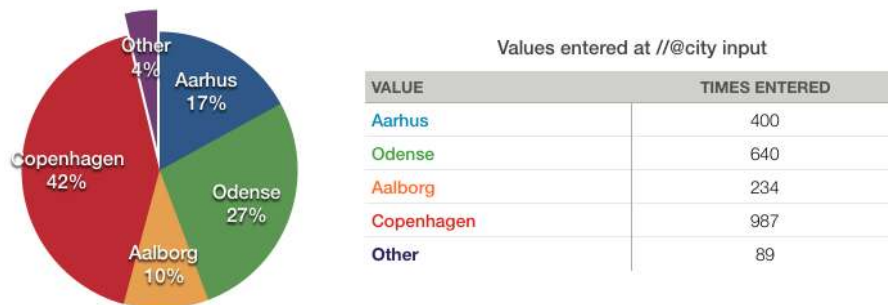 Other
4%
Aarhus
17%
Copenhagen
42%
Odense
27%
Aalborg
10%
Values entered at //@city input
VALUE TIMES ENTERED
Aarhus 400
Odense 640
Aalborg 234
Copenhagen 987
Other 89